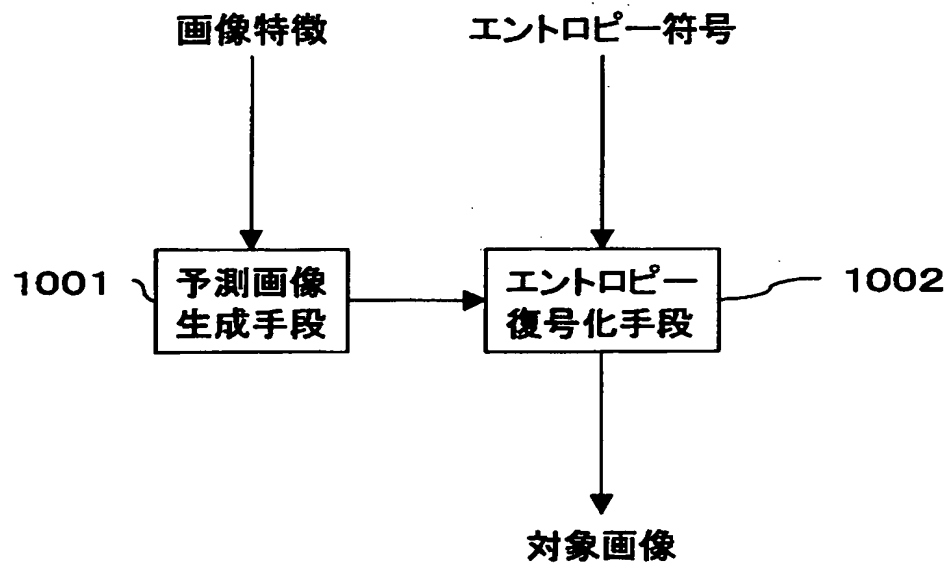 画像特徴
エントロピー符号
1001
予測画像
生成手段
エントロピー
復号化手段
1002
対象画像